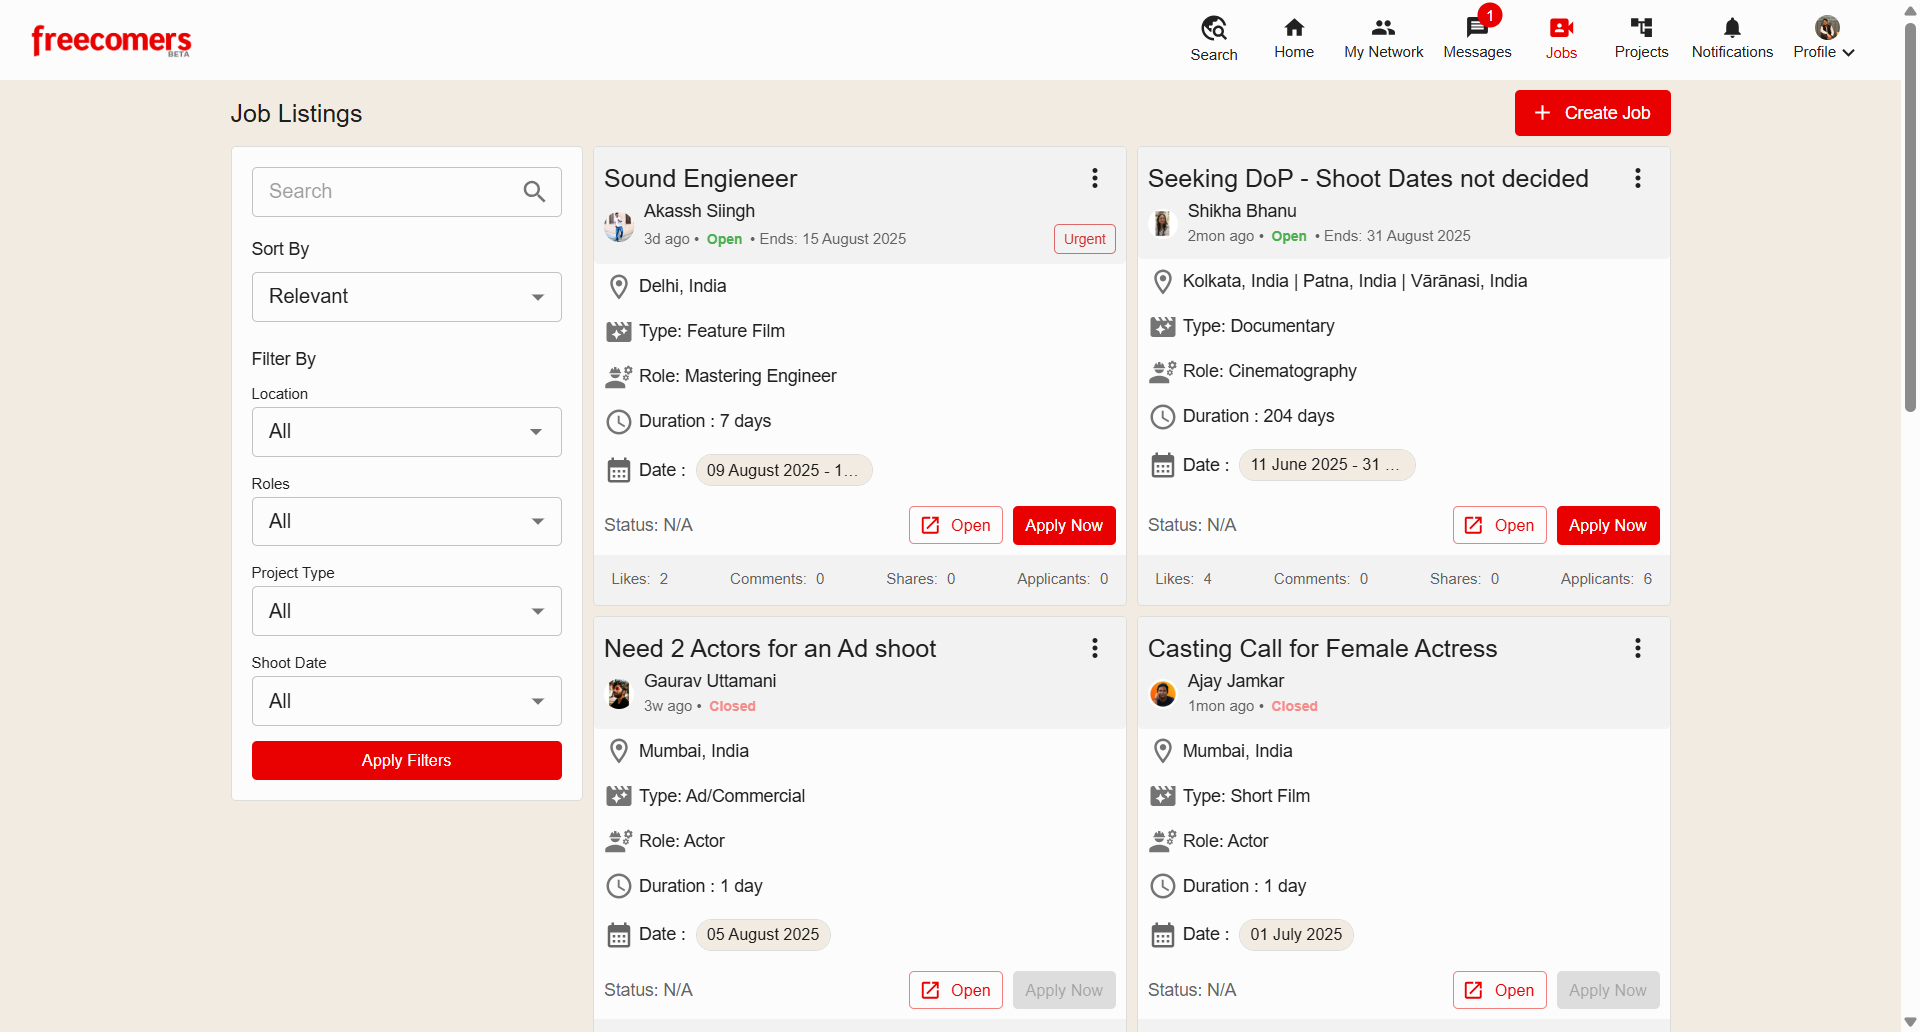 freecomers
BETA
Search
Home
My Network
1
Messages
Jobs
Projects
Notifications
Profile
Job Listings
Create Job
Search
Sort By
Relevant
Filter By
Location
All
Roles
All
Project Type
All
Shoot Date
All
Apply Filters
Sound Engieneer
Akassh Siingh
3d ago • Open • Ends: 15 August 2025
Urgent
Delhi, India
Type: Feature Film
Role: Mastering Engineer
Duration : 7 days
Date : 09 August 2025 - 1...
Status: N/A
Open
Apply Now
Likes: 2 Comments: 0 Shares: 0 Applicants: 0
Seeking DoP - Shoot Dates not decided
Shikha Bhanu
2mon ago • Open • Ends: 31 August 2025
Kolkata, India | Patna, India | Vārānasi, India
Type: Documentary
Role: Cinematography
Duration : 204 days
Date : 11 June 2025 - 31 ...
Status: N/A
Open
Apply Now
Likes: 4 Comments: 0 Shares: 0 Applicants: 6
Need 2 Actors for an Ad shoot
Gaurav Uttamani
3w ago • Closed
Mumbai, India
Type: Ad/Commercial
Role: Actor
Duration : 1 day
Date : 05 August 2025
Status: N/A
Open
Apply Now
Casting Call for Female Actress
Ajay Jamkar
1mon ago • Closed
Mumbai, India
Type: Short Film
Role: Actor
Duration : 1 day
Date : 01 July 2025
Status: N/A
Open
Apply Now